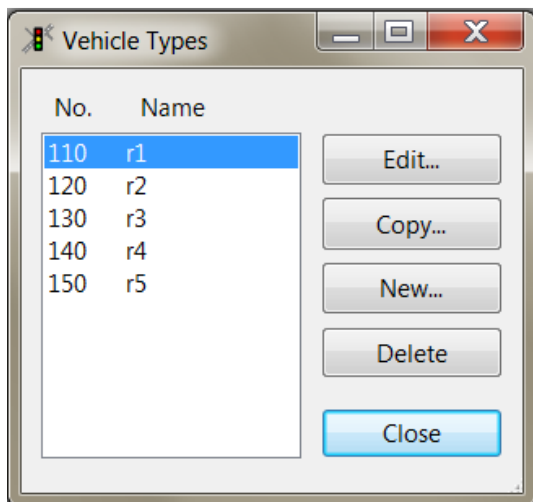 Vehicle Types
No. Name
110 r1
120 r2
130 r3
140 r4
150 r5
Edit...
Copy...
New...
Delete
Close